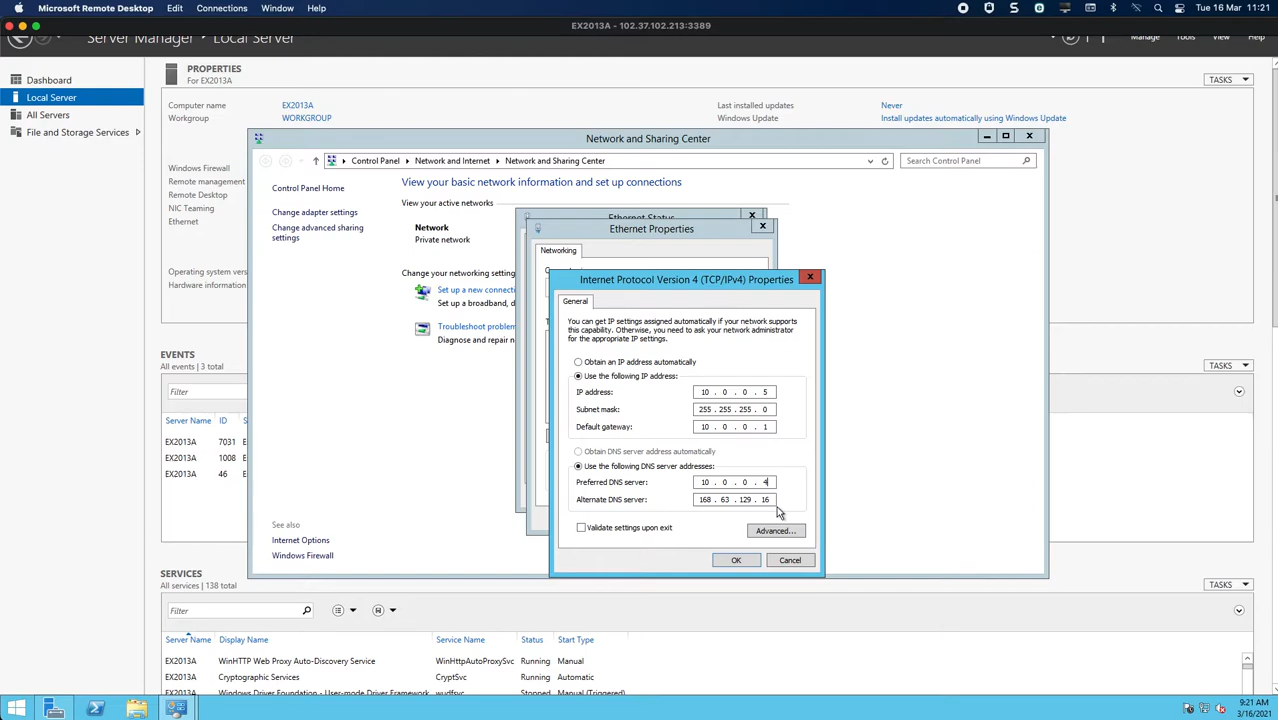 Microsoft Remote Desktop Edit Connections Window Help Tue 16 Mar 11:21
EX2013A - 102.37.102.213:3389
Server Manager Local Server
Manage Tools View Help
Dashboard
Local Server
All Servers
File and Storage Services
PROPERTIES
For EX2013A
TASKS
Computer name EX2013A Last installed updates Never
Workgroup WORKGROUP Windows Update Install updates automatically using Windows Update
Windows Firewall
Remote management
Remote Desktop
NIC Teaming
Ethernet
Operating system vers
Hardware information
Network and Sharing Center
Control Panel Network and Internet Network and Sharing Center
Search Control Panel
Control Panel Home
Change adapter settings
Change advanced sharing
settings
View your basic network information and set up connections
View your active networks
Network
Private network
Change your networking setting
Set up a new connecti
Set up a broadband, d
Troubleshoot problem
Diagnose and repair n
See also
Internet Options
Windows Firewall
Ethernet Status
Ethernet Properties
Networking
Internet Protocol Version 4 (TCP/IPv4) Properties
General
You can get IP settings assigned automatically if your network supports
this capability. Otherwise, you need to ask your network administrator
for the appropriate IP settings.
Obtain an IP address automatically
Use the following IP address:
IP address: 10 . 0 . 0 . 5
Subnet mask: 255 . 255 . 255 . 0
Default gateway: 10 . 0 . 0 . 1
Obtain DNS server address automatically
Use the following DNS server addresses:
Preferred DNS server: 10 . 0 . 0 . 4
Alternate DNS server: 168 . 63 . 129 . 16
Validate settings upon exit
Advanced...
OK Cancel
EVENTS
All events | 3 total
TASKS
Filter
Server Name ID
EX2013A 7031
EX2013A 1008
EX2013A 46
SERVICES
All services | 138 total
TASKS
Filter
Server Name Display Name Service Name Status Start Type
EX2013A WinHTTP Web Proxy Auto-Discovery Service WinHttpAutoProxySvc Running Manual
EX2013A Cryptographic Services CryptSvc Running Automatic
EX2013A Windows Driver Foundation - User-mode Driver Framework wudfsvc Stopped Manual (Triggered)
9:21 AM
3/16/2021